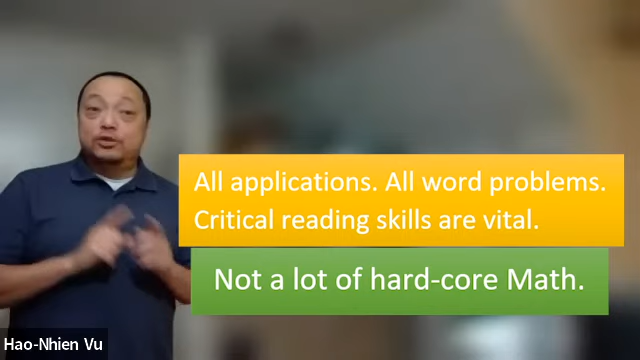 All applications. All word problems.
Critical reading skills are vital.
Not a lot of hard-core Math.
Hao-Nhien Vu